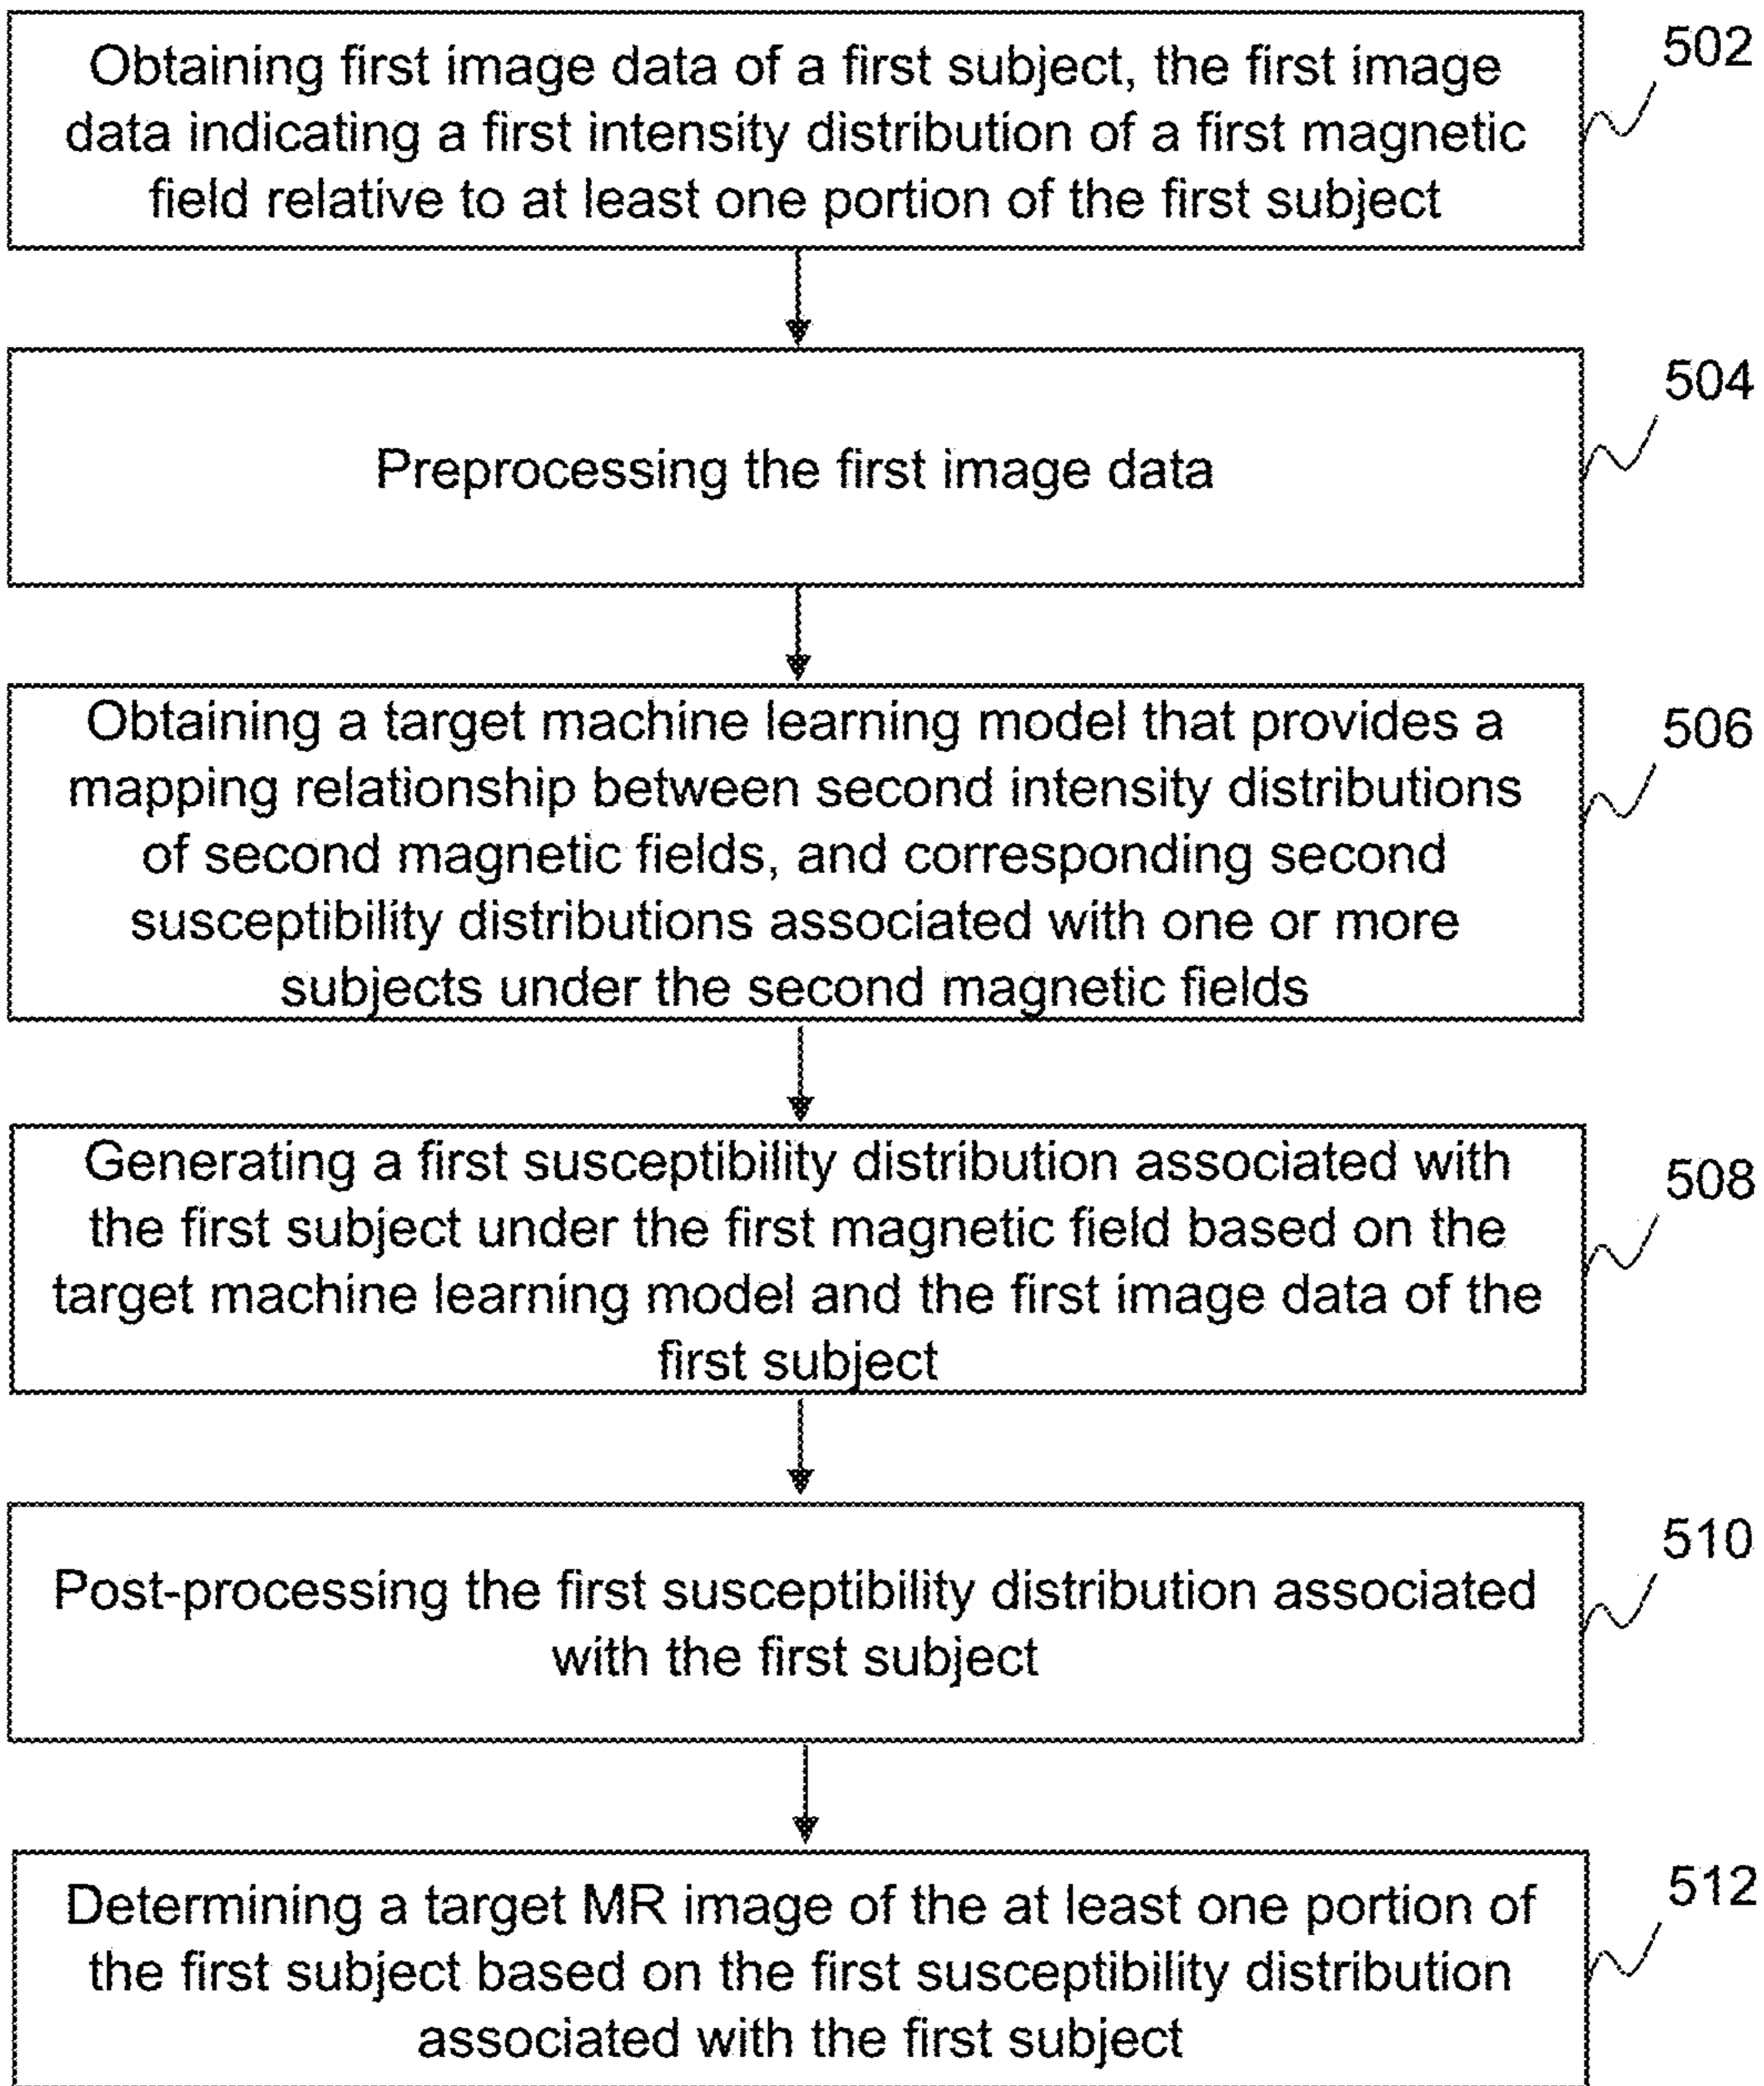 Obtaining first image data of a first subject, the first image
data indicating a first intensity distribution of a first magnetic
field relative to at least one portion of the first subject
502
Preprocessing the first image data
504
Obtaining a target machine learning model that provides a
mapping relationship between second intensity distributions
of second magnetic fields, and corresponding second
susceptibility distributions associated with one or more
subjects under the second magnetic fields
506
Generating a first susceptibility distribution associated with
the first subject under the first magnetic field based on the
target machine learning model and the first image data of the
first subject
508
Post-processing the first susceptibility distribution associated
with the first subject
510
Determining a target MR image of the at least one portion of
the first subject based on the first susceptibility distribution
associated with the first subject
512